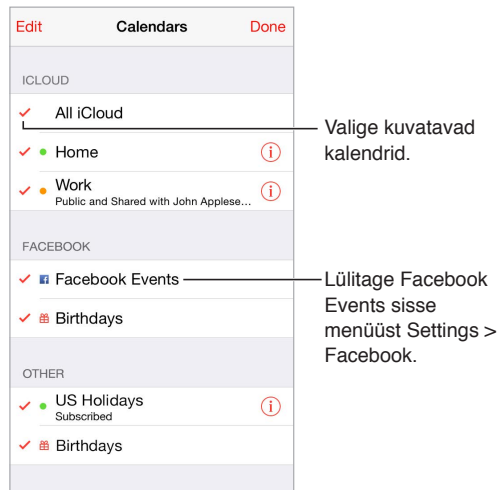 Edit Calendars Done
ICLOUD
All iCloud
Home
Work
Public and Shared with John Applese...
FACEBOOK
Facebook Events
Birthdays
OTHER
US Holidays
Subscribed
Birthdays
Valige kuvatavad
kalendrid.
Lülitage Facebook
Events sisse
menüüst Settings >
Facebook.